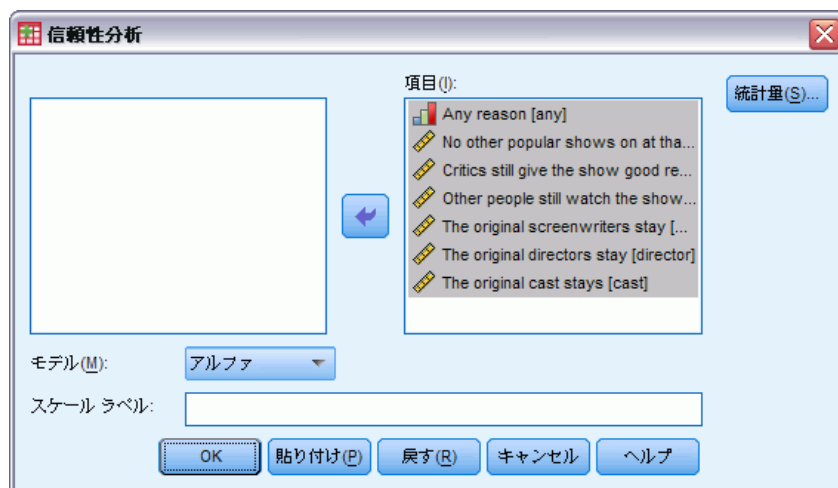 信頼性分析
項目(I):
Any reason [any]
No other popular shows on at tha...
Critics still give the show good re...
Other people still watch the show...
The original screenwriters stay [...
The original directors stay [director]
The original cast stays [cast]
統計量(S)...
モデル(M):
アルファ
スケール ラベル:
OK
貼り付け(P)
戻す(R)
キャンセル
ヘルプ